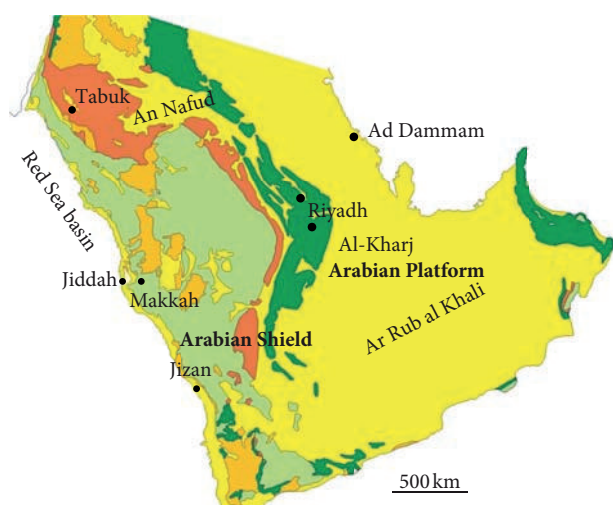 Tabuk
An Nafud
Ad Dammam
Red Sea basin
Riyadh
Al-Kharj
Arabian Platform
Jiddah
Makkah
Ar Rub al Khali
Arabian Shield
Jizan
500 km